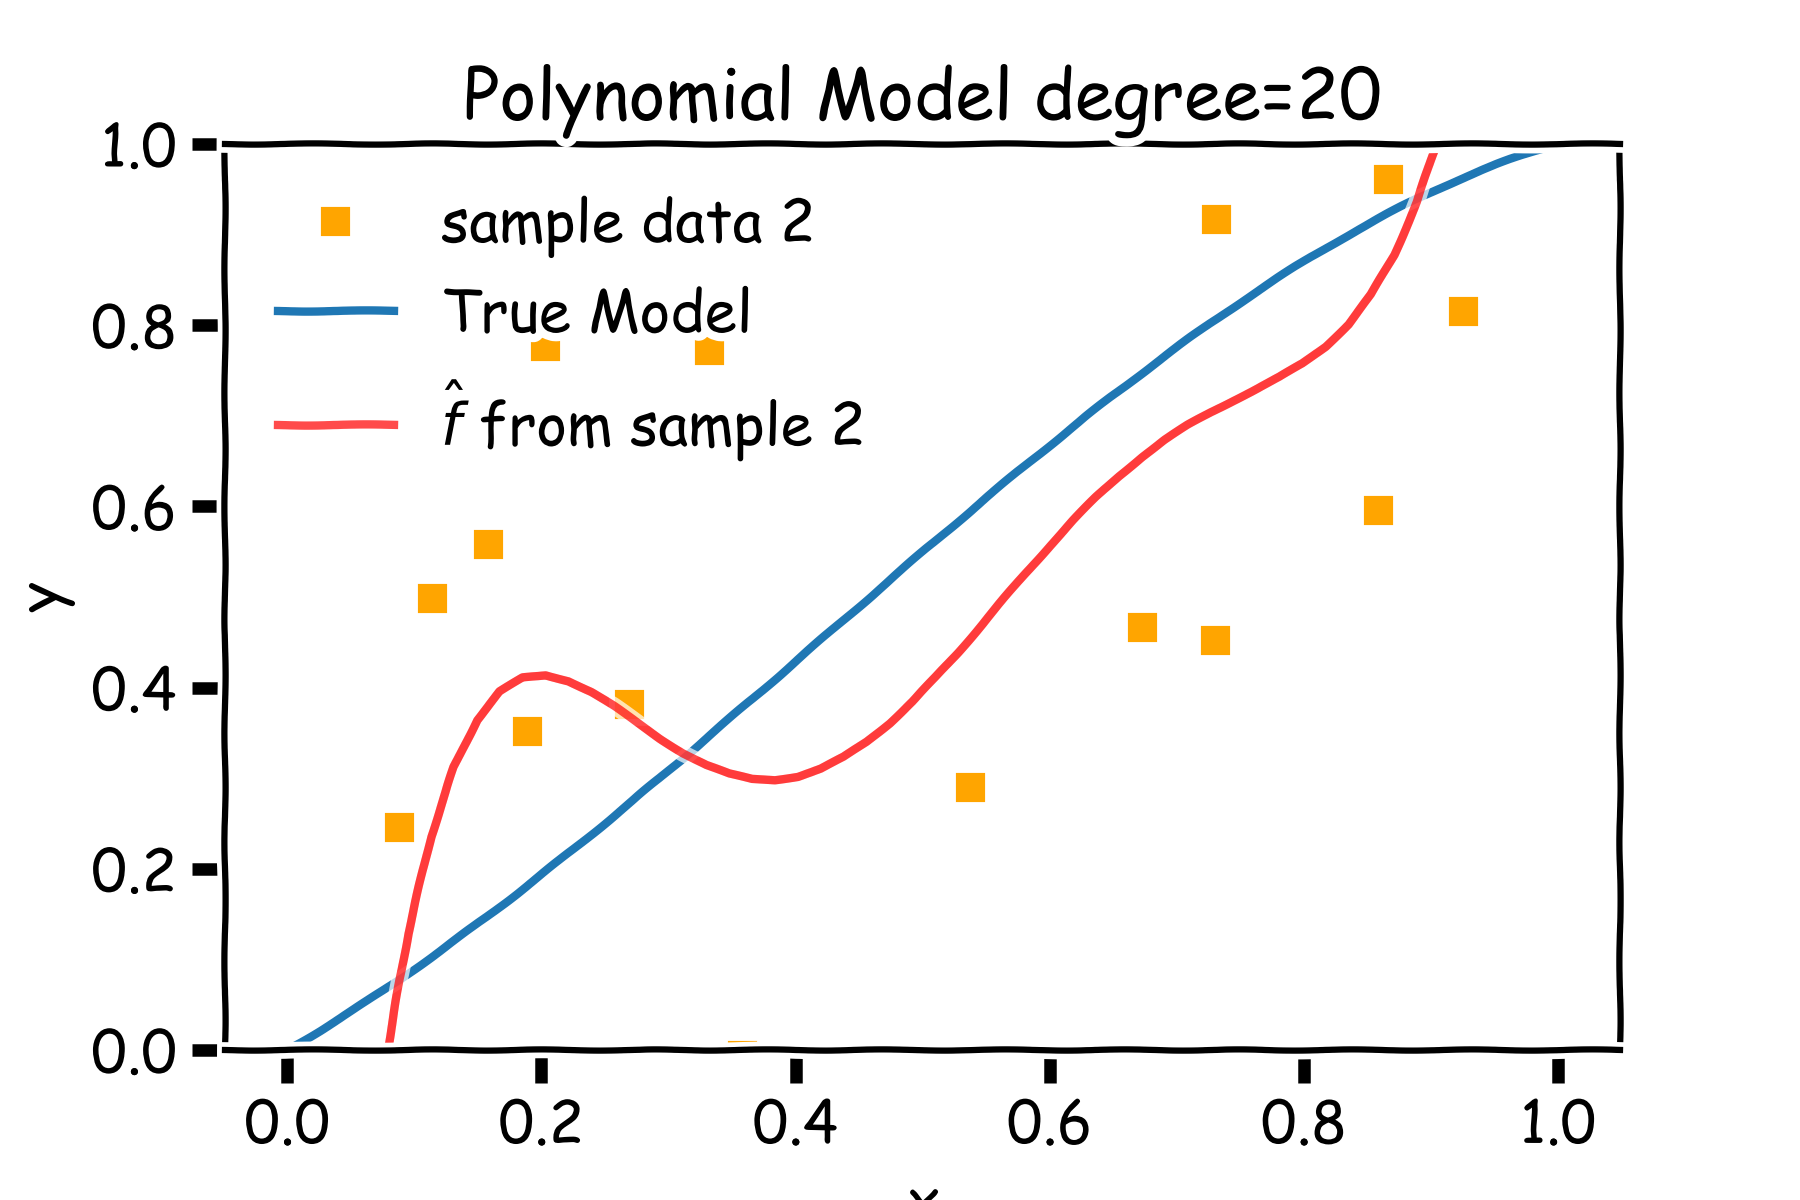 Polynomial Model degree=20
1.0
sample data 2
True Model
0.8
f̂ from sample 2
0.6
y
0.4
0.2
0.0
0.0 0.2 0.4 0.6 0.8 1.0